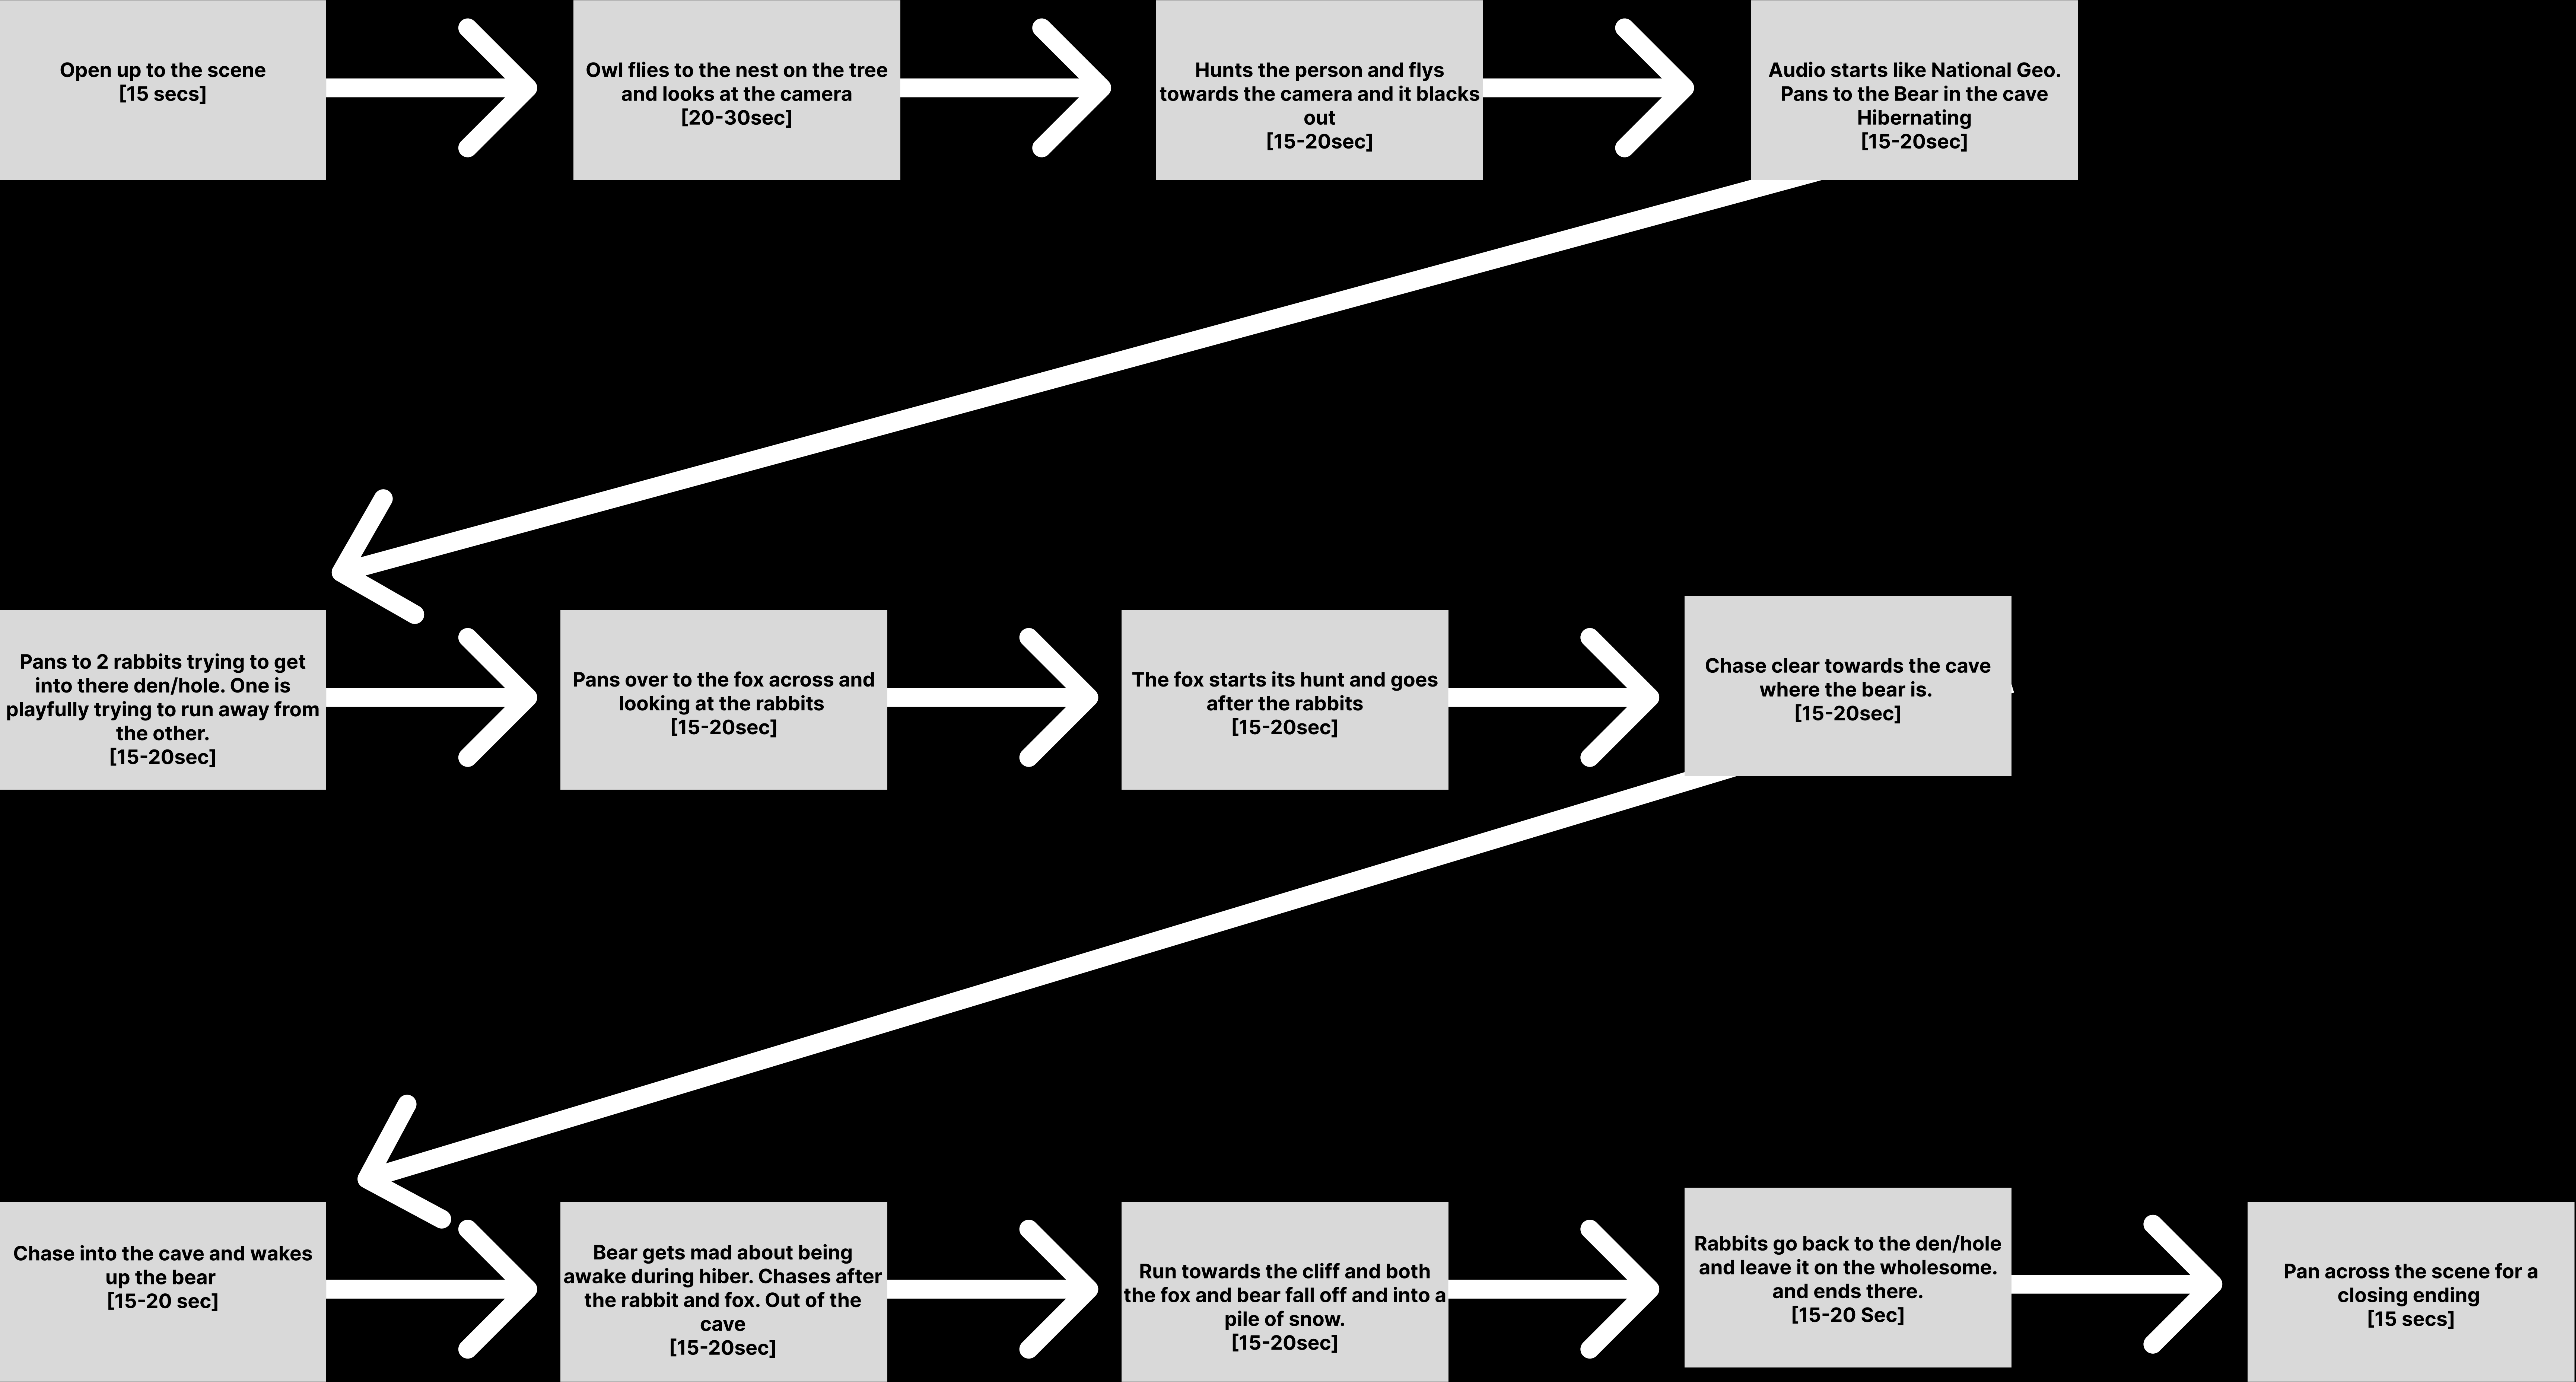 Open up to the scene
[15 secs]
Owl flies to the nest on the tree
and looks at the camera
[20-30sec]
Hunts the person and flys
towards the camera and it blacks
out
[15-20sec]
Audio starts like National Geo.
Pans to the Bear in the cave
Hibernating
[15-20sec]
Pans to 2 rabbits trying to get
into there den/hole. One is
playfully trying to run away from
the other.
[15-20sec]
Pans over to the fox across and
looking at the rabbits
[15-20sec]
The fox starts its hunt and goes
after the rabbits
[15-20sec]
Chase clear towards the cave
where the bear is.
[15-20sec]
Chase into the cave and wakes
up the bear
[15-20 sec]
Bear gets mad about being
awake during hiber. Chases after
the rabbit and fox. Out of the
cave
[15-20sec]
Run towards the cliff and both
the fox and bear fall off and into a
pile of snow.
[15-20sec]
Rabbits go back to the den/hole
and leave it on the wholesome.
and ends there.
[15-20 Sec]
Pan across the scene for a
closing ending
[15 secs]